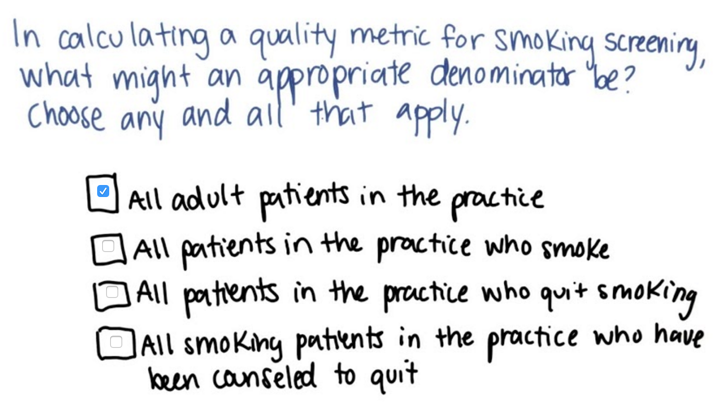 In calculating a quality metric for smoking screening,
what might an appropriate denominator be?
Choose any and all that apply.
All adult patients in the practice
All patients in the practice who smoke
All patients in the practice who quit smoking
All smoking patients in the practice who have
been counseled to quit